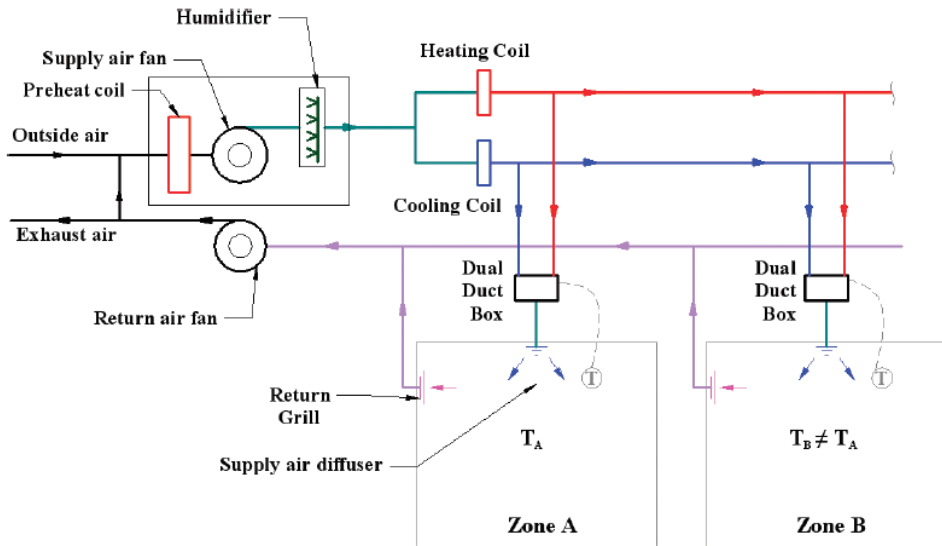 Humidifier
Supply air fan
Heating Coil
Preheat coil
Outside air
Cooling Coil
Exhaust air
Dual
Duct
Box
Dual
Duct
Box
Return air fan
T
T
Return
Grill
T_A
T_B ≠ T_A
Supply air diffuser
Zone A
Zone B